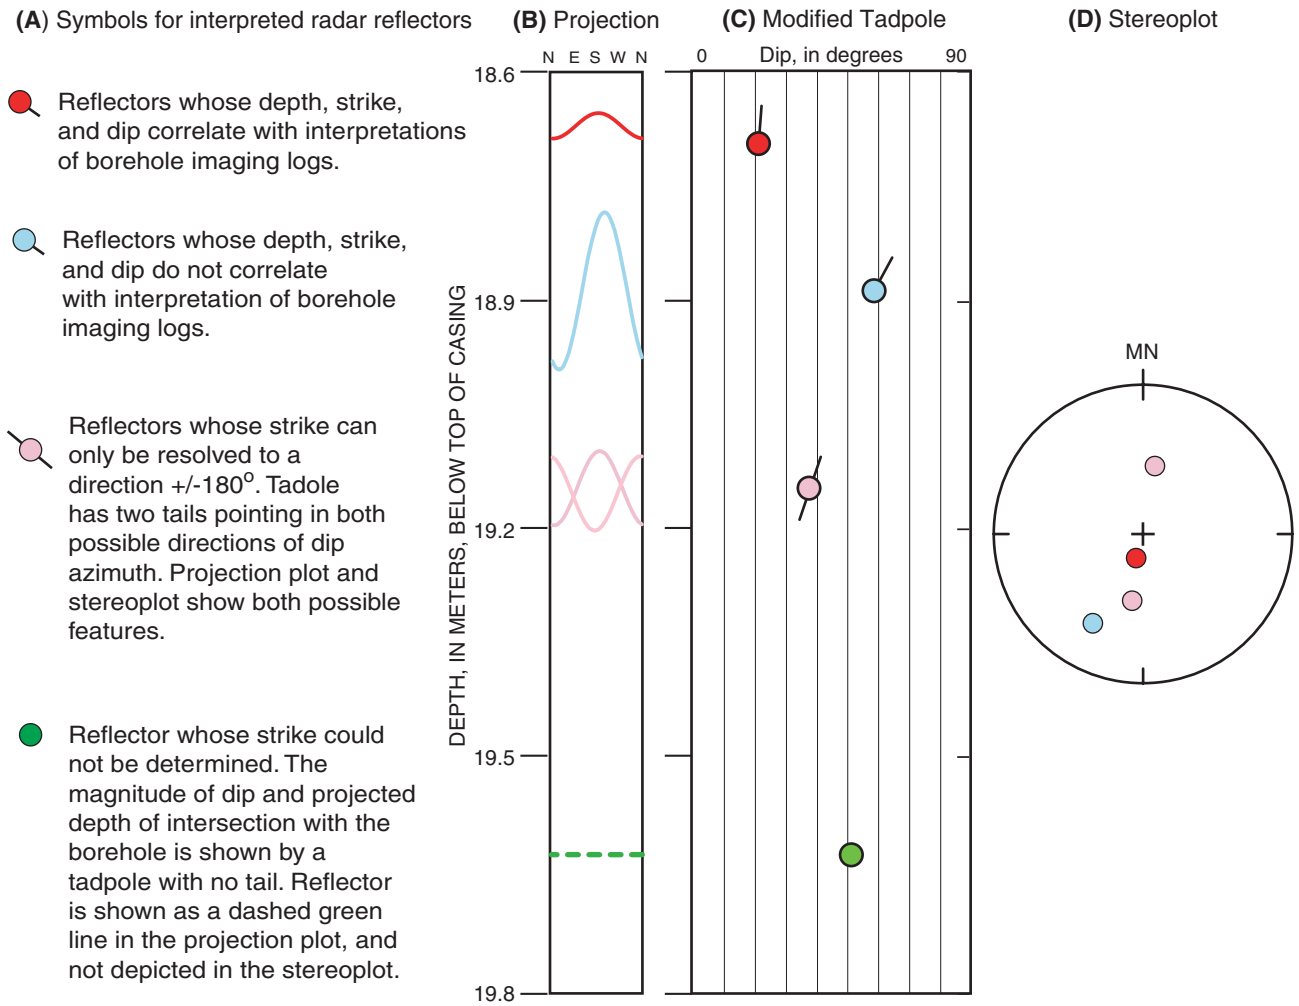 (A) Symbols for interpreted radar reflectors
Reflectors whose depth, strike,
and dip correlate with interpretations
of borehole imaging logs.
Reflectors whose depth, strike,
and dip do not correlate
with interpretation of borehole
imaging logs.
Reflectors whose strike can
only be resolved to a
direction +/-180º. Tadole
has two tails pointing in both
possible directions of dip
azimuth. Projection plot and
stereoplot show both possible
features.
Reflector whose strike could
not be determined. The
magnitude of dip and projected
depth of intersection with the
borehole is shown by a
tadpole with no tail. Reflector
is shown as a dashed green
line in the projection plot, and
not depicted in the stereoplot.
(B) Projection
N E S W N
DEPTH, IN METERS, BELOW TOP OF CASING
18.6
18.9
19.2
19.5
19.8
(C) Modified Tadpole
0 Dip, in degrees 90
(D) Stereoplot
MN